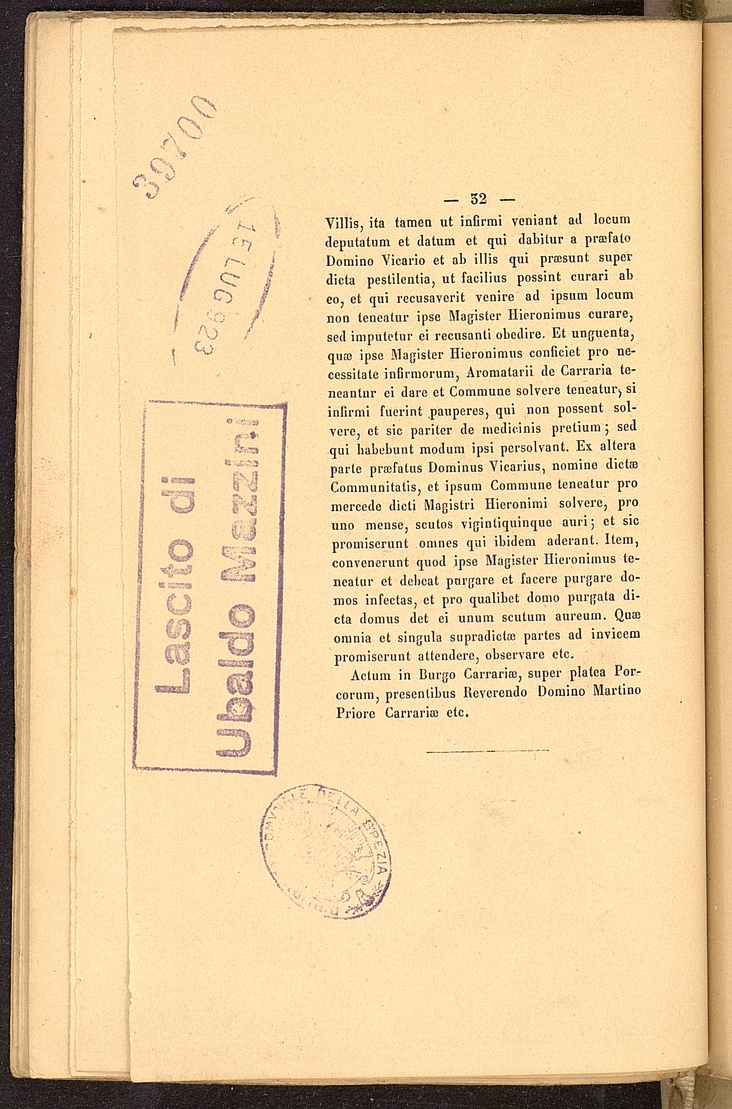 39700
15 LUG 923
Lascito di
Ubaldo Mazzini
— 32 —
Villis, ita tamen ut infirmi veniant ad locum
deputatum et datum et qui dabitur a præfato
Domino Vicario et ab illis qui præsunt super
dicta pestilentia, ut facilius possint curari ab
eo, et qui recusaverit venire ad ipsum locum
non teneatur ipse Magister Hieronimus curare,
sed imputetur ei recusanti obedire. Et unguenta,
quæ ipse Magister Hieronimus conficiet pro ne-
cessitate infirmorum, Aromatarii de Carraria te-
neantur ei dare et Commune solvere teneatur, si
infirmi fuerint pauperes, qui non possent sol-
vere, et sic pariter de medicinis pretium; sed
qui habebunt modum ipsi persolvant. Ex altera
parte præfatus Dominus Vicarius, nomine dictæ
Communitatis, et ipsum Commune teneatur pro
mercede dicti Magistri Hieronimi solvere, pro
uno mense, scutos vigintiquinque auri; et sic
promiserunt omnes qui ibidem aderant. Item,
convenerunt quod ipse Magister Hieronimus te-
neatur et debeat purgare et facere purgare do-
mos infectas, et pro qualibet domo purgata di-
cta domus det ei unum scutum aureum. Quæ
omnia et singula supradictæ partes ad invicem
promiserunt attendere, observare etc.
Actum in Burgo Carrariæ, super platea Por-
corum, presentibus Reverendo Domino Martino
Priore Carrariæ etc.
DELLA SPEZIA